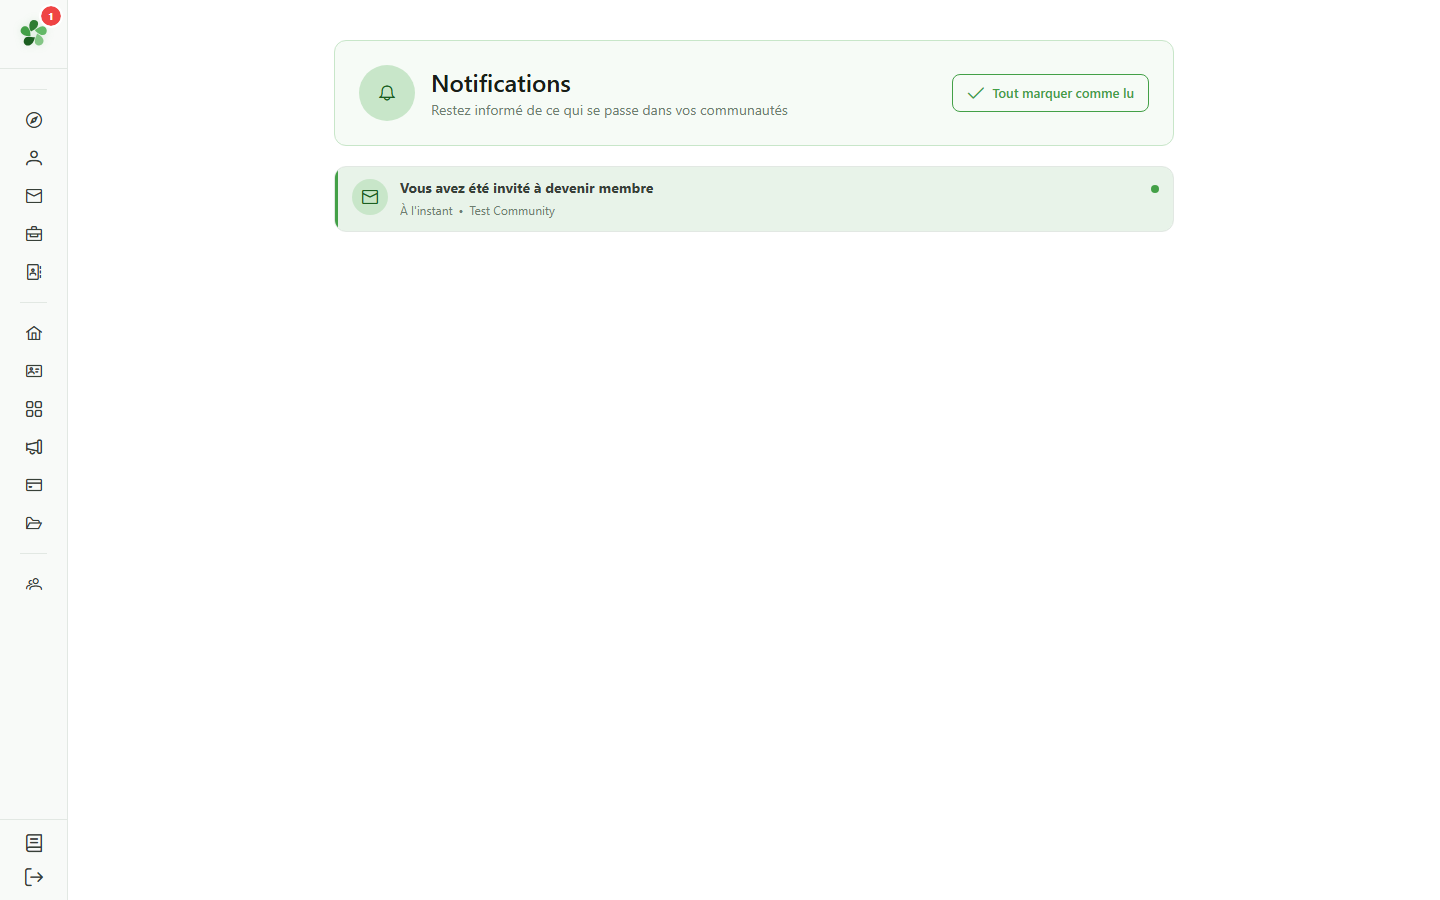 1
Notifications
Restez informé de ce qui se passe dans vos communautés
Tout marquer comme lu
Vous avez été invité à devenir membre
À l'instant • Test Community